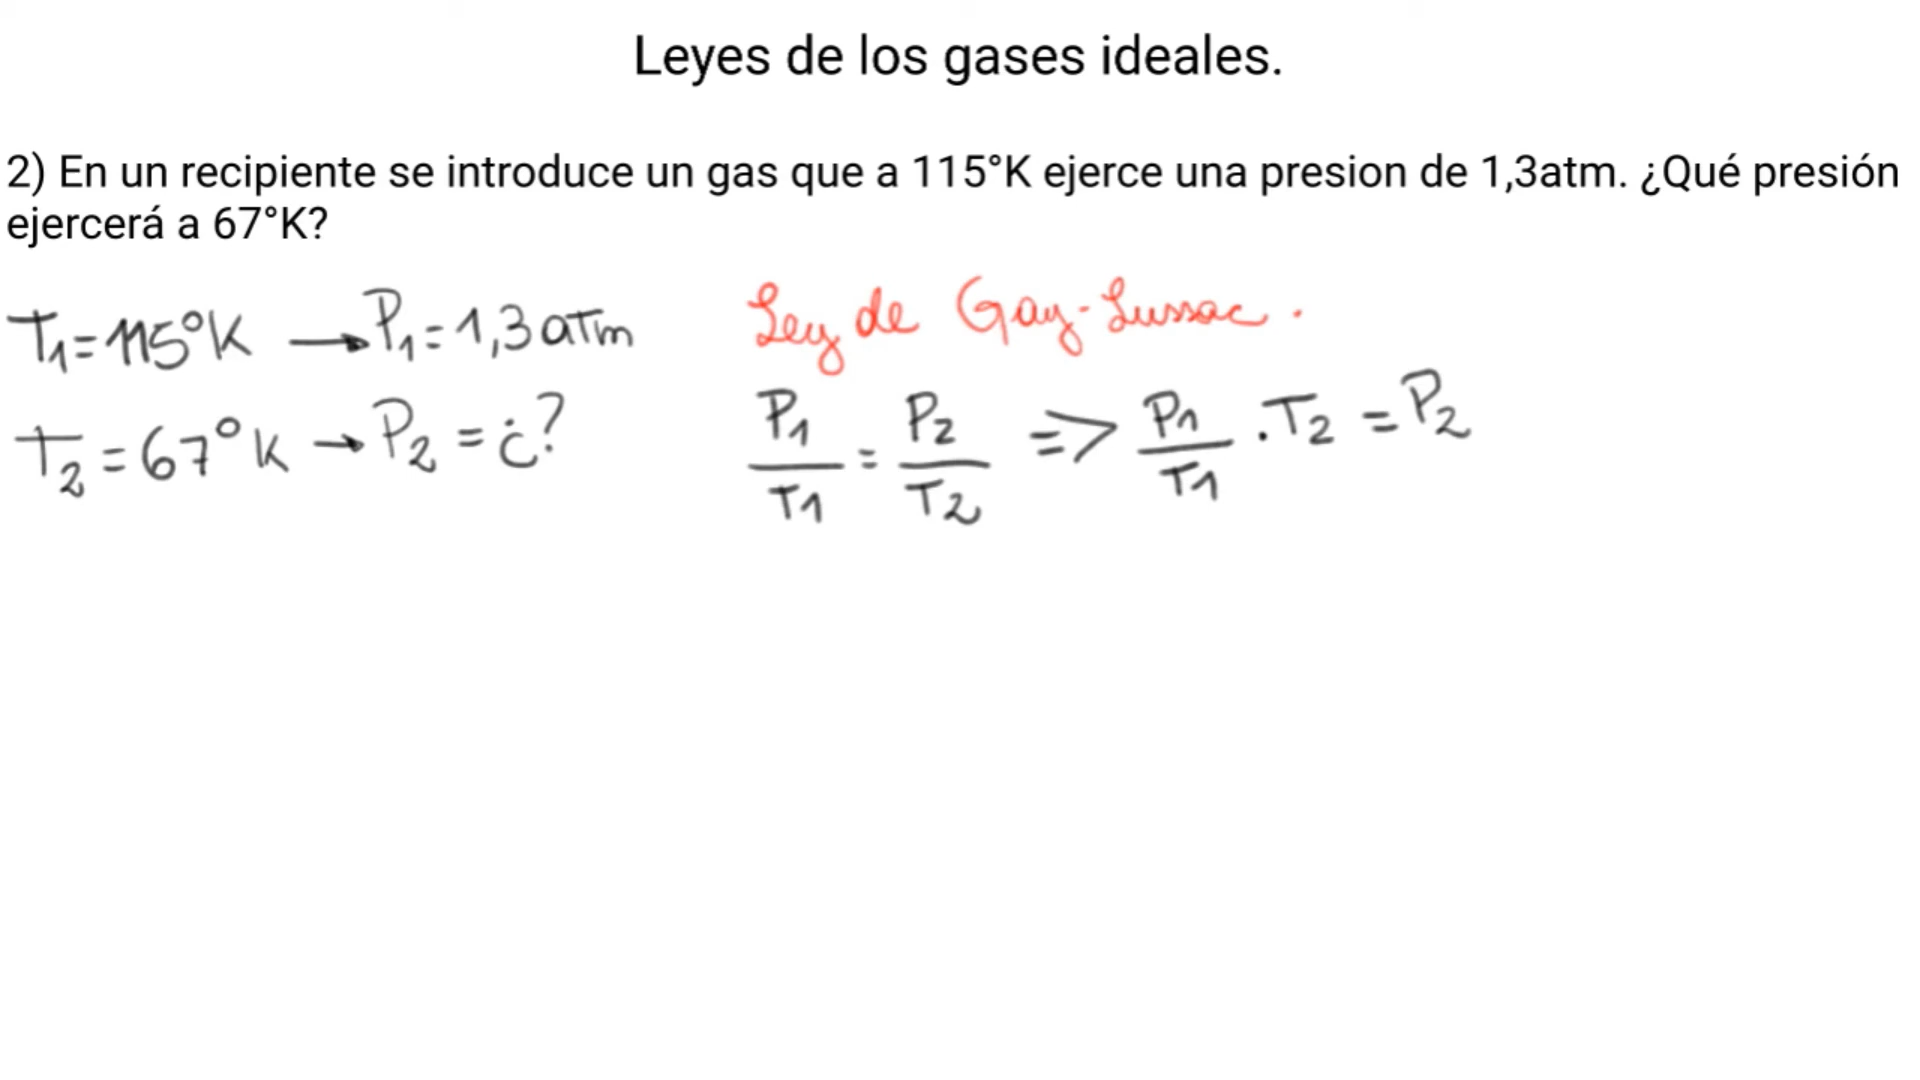 Leyes de los gases ideales.
2) En un recipiente se introduce un gas que a 115°K ejerce una presion de 1,3atm. ¿Qué presión
ejercerá a 67°K?
T₁=115°K → P₁=1,3 aTm
T₂=67°K → P₂=¿?
Ley de Gay-Lussac.
P₁/T₁ = P₂/T₂ => P₁/T₁ . T₂ = P₂